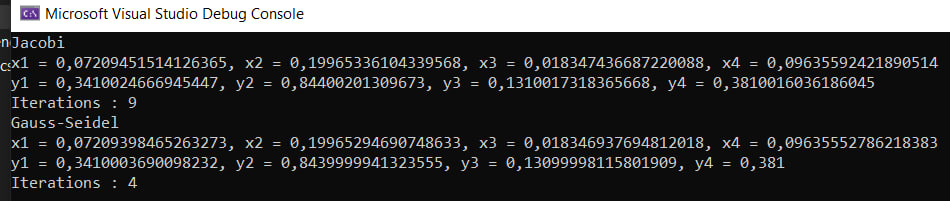 Microsoft Visual Studio Debug Console
Jacobi
x1 = 0,07209451514126365, x2 = 0,19965336104339568, x3 = 0,018347436687220088, x4 = 0,09635592421890514
y1 = 0,3410024666945447, y2 = 0,84400201309673, y3 = 0,1310017318365668, y4 = 0,3810016036186045
Iterations : 9
Gauss-Seidel
x1 = 0,07209398465263273, x2 = 0,19965294690748633, x3 = 0,018346937694812018, x4 = 0,09635552786218383
y1 = 0,3410003690098232, y2 = 0,8439999941323555, y3 = 0,13099998115801909, y4 = 0,381
Iterations : 4